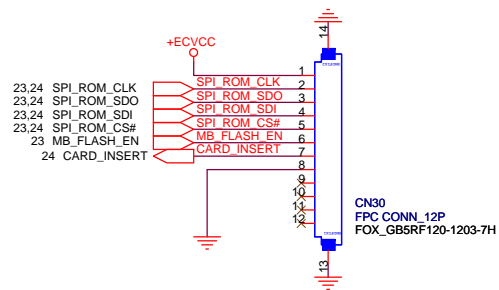 14
+ECVCC
1
23,24 SPI_ROM_CLK SPI_ROM_CLK 2
23,24 SPI_ROM_SDO SPI_ROM_SDO 3
23,24 SPI_ROM_SDI SPI_ROM_SDI 4
23,24 SPI_ROM_CS# SPI_ROM_CS# 5
23 MB_FLASH_EN MB_FLASH_EN 6
24 CARD_INSERT CARD_INSERT 7
8
9
10
11
12
CN30
FPC CONN_12P
FOX_GB5RF120-1203-7H
13